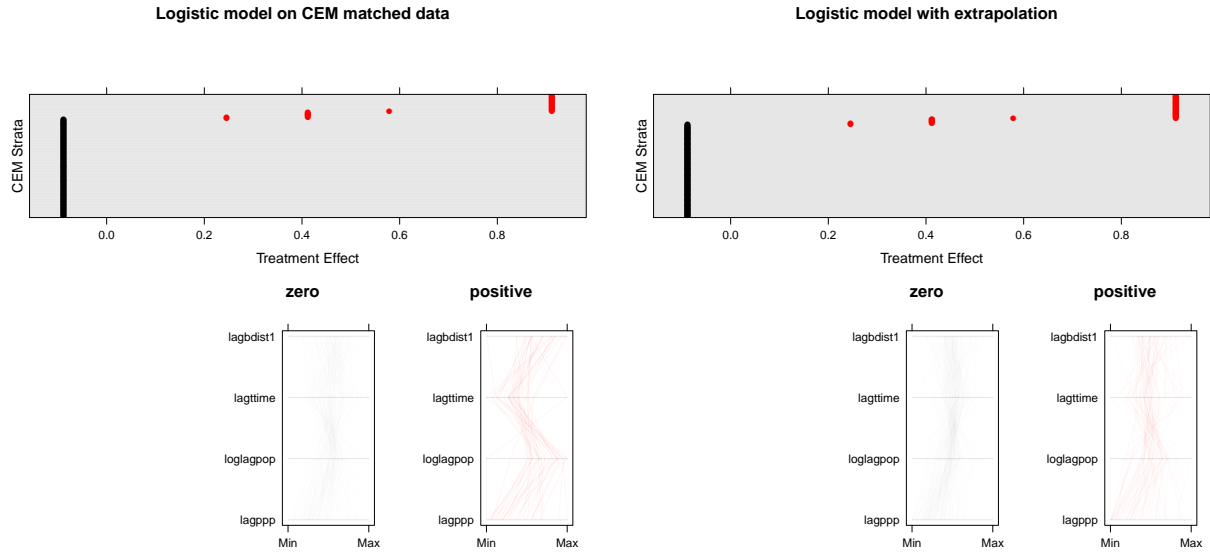 Logistic model on CEM matched data
CEM Strata
0.0 0.2 0.4 0.6 0.8
Treatment Effect
zero positive
lagbdist1 lagbdist1
lagttime lagttime
loglagpop loglagpop
lagppp lagppp
Min Max Min Max
Logistic model with extrapolation
CEM Strata
0.0 0.2 0.4 0.6 0.8
Treatment Effect
zero positive
lagbdist1 lagbdist1
lagttime lagttime
loglagpop loglagpop
lagppp lagppp
Min Max Min Max